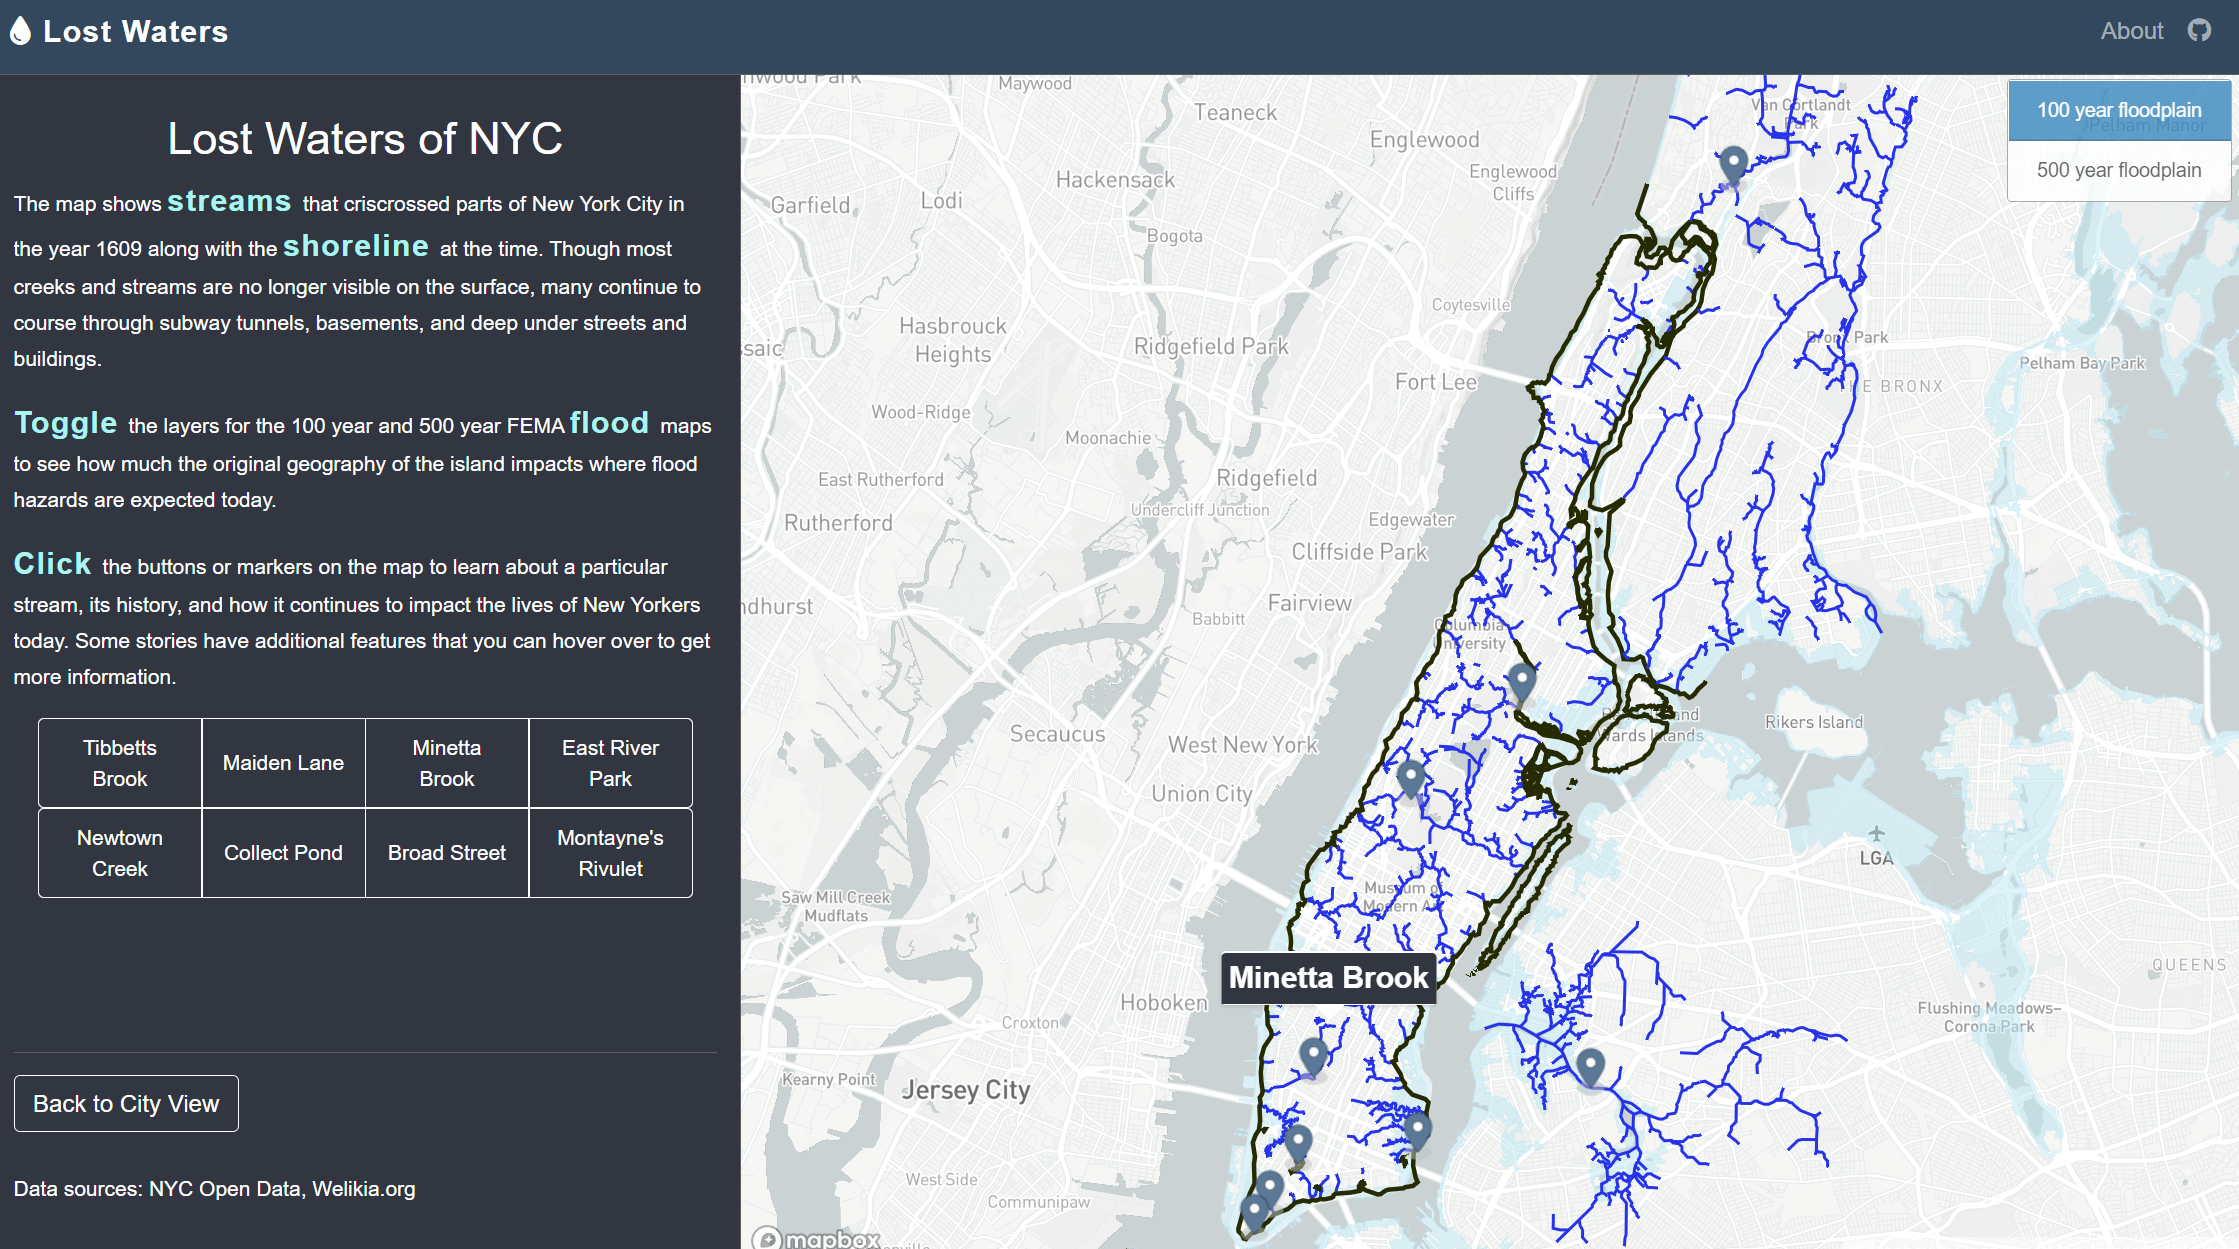 Lost Waters
About
Lost Waters of NYC
The map shows streams that criscrossed parts of New York City in
the year 1609 along with the shoreline at the time. Though most
creeks and streams are no longer visible on the surface, many continue to
course through subway tunnels, basements, and deep under streets and
buildings.
Toggle the layers for the 100 year and 500 year FEMA flood maps
to see how much the original geography of the island impacts where flood
hazards are expected today.
Click the buttons or markers on the map to learn about a particular
stream, its history, and how it continues to impact the lives of New Yorkers
today. Some stories have additional features that you can hover over to get
more information.
Tibbetts
Brook
Maiden Lane
Minetta
Brook
East River
Park
Newtown
Creek
Collect Pond
Broad Street
Montayne's
Rivulet
Back to City View
Data sources: NYC Open Data, Welikia.org
100 year floodplain
500 year floodplain
Maywood
Teaneck
Van Cortlandt
Park
Pelham Manor
Englewood
Hackensack
Englewood
Cliffs
Garfield
Lodi
Bogota
Coytesville
Hasbrouck
Heights
Ridgefield Park
Bronx Park
Pelham Bay Park
Fort Lee
THE BRONX
Wood-Ridge
Moonachie
East Rutherford
Ridgefield
Rutherford
Undercliff Junction
Edgewater
Cliffside Park
Fairview
Babbitt
Columbia
University
Secaucus
West New York
Wards Islands
Rikers Island
Union City
LGA
Museum of
Modern Art
Saw Mill Creek
Mudflats
Minetta Brook
QUEENS
Hoboken
Croxton
Flushing Meadows–
Corona Park
Kearny Point
Jersey City
West Side
Communipaw
mapbox